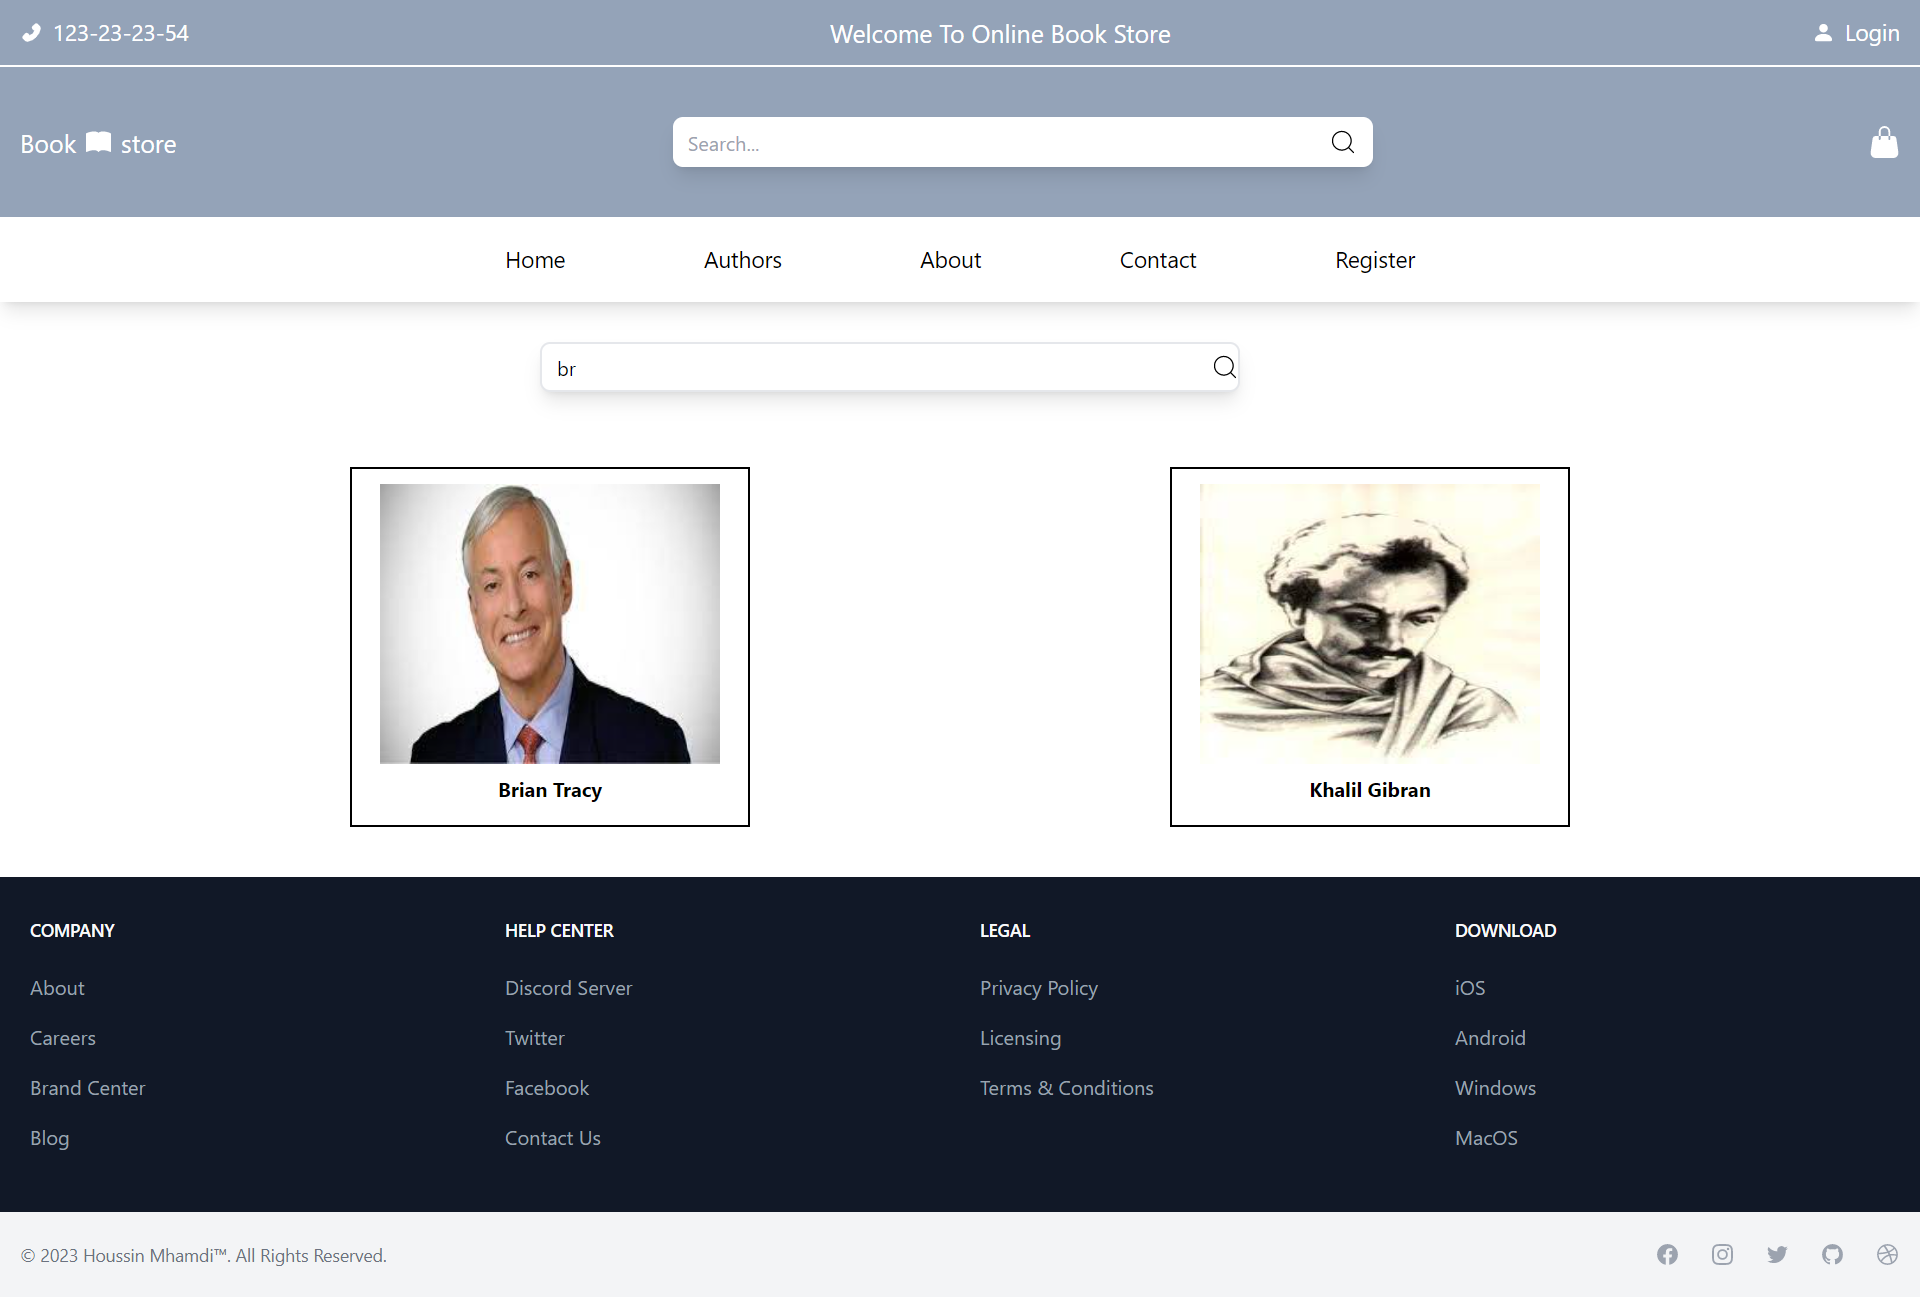 123-23-23-54
Welcome To Online Book Store
Login
Book store
Search...
Home Authors About Contact Register
br
Brian Tracy
Khalil Gibran
COMPANY
About
Careers
Brand Center
Blog
HELP CENTER
Discord Server
Twitter
Facebook
Contact Us
LEGAL
Privacy Policy
Licensing
Terms & Conditions
DOWNLOAD
iOS
Android
Windows
MacOS
© 2023 Houssin Mhamdi™. All Rights Reserved.